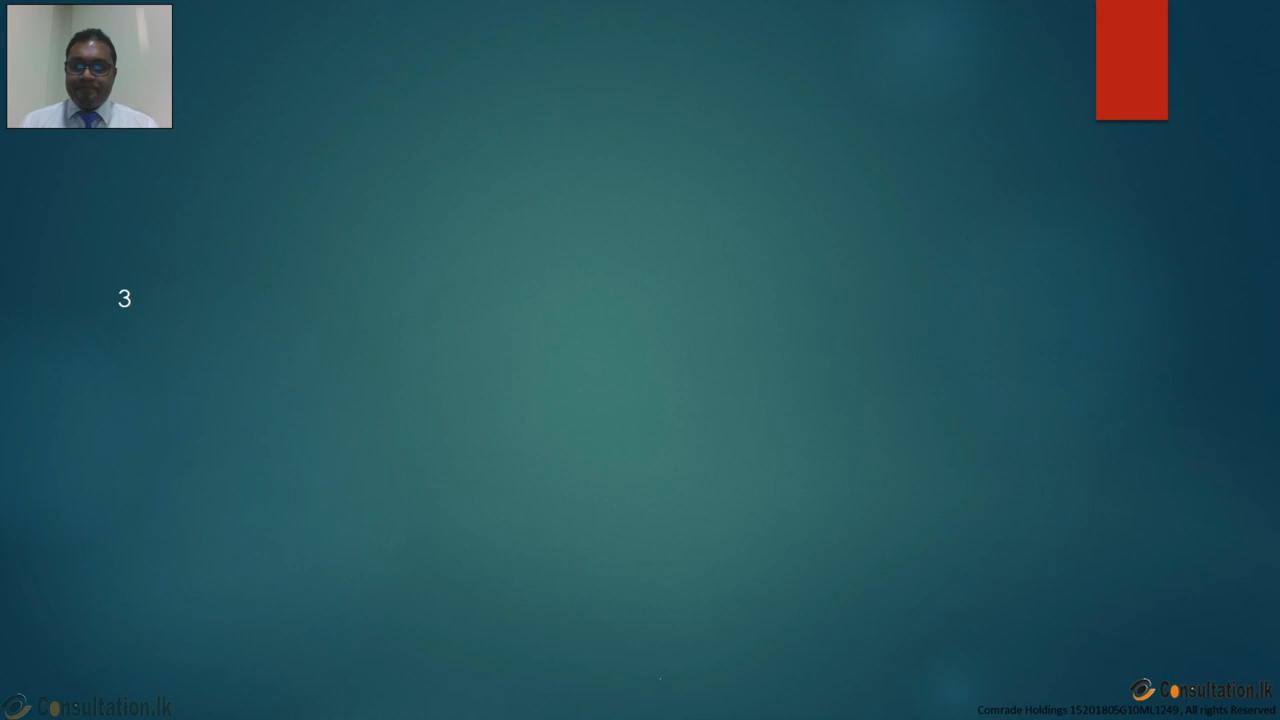 3
Consultation.lk
Consultation.lk
Comrade Holdings 15201805G10ML1249, All rights Reserved.